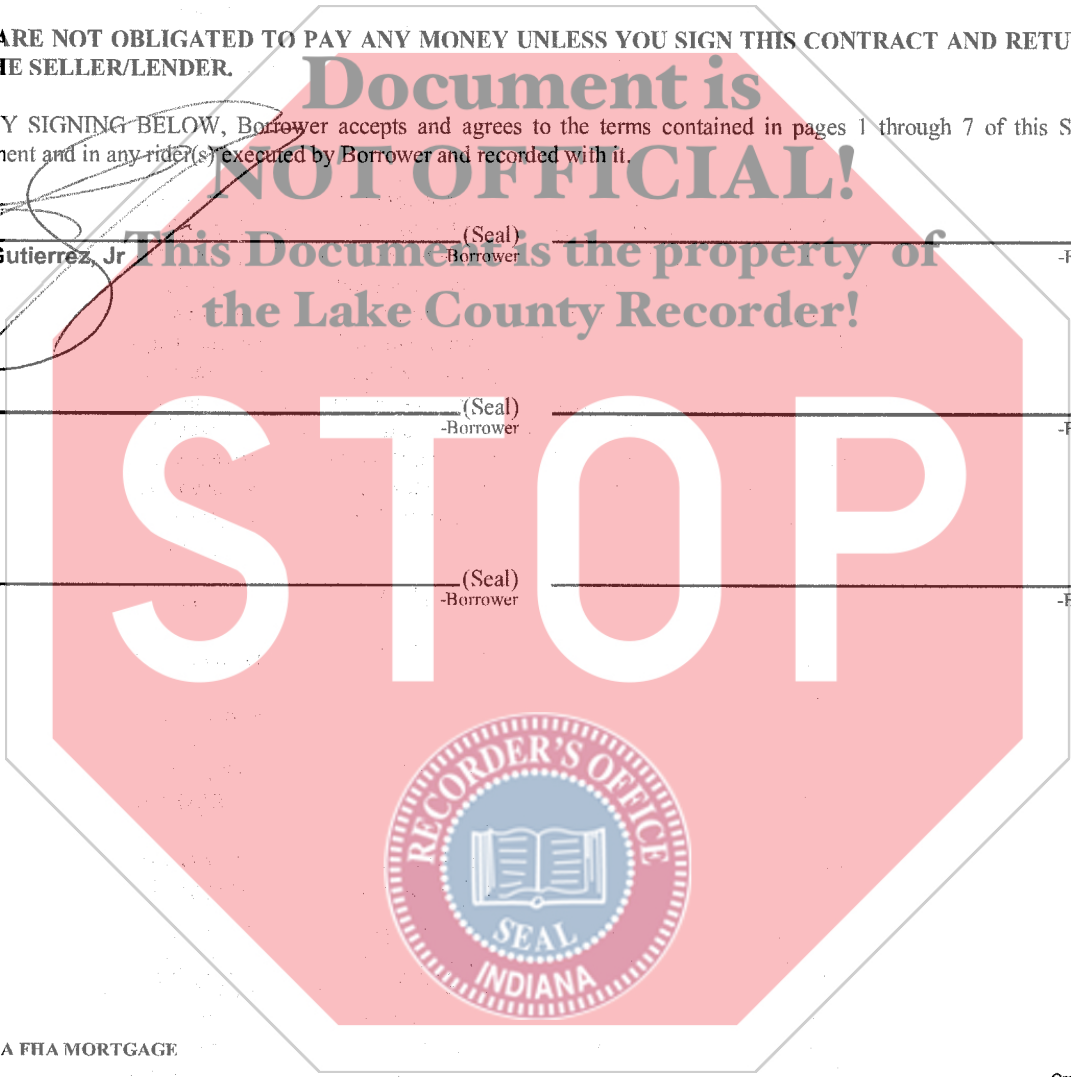 ARE NOT OBLIGATED TO PAY ANY MONEY UNLESS YOU SIGN THIS CONTRACT AND RETU
HE SELLER/LENDER.
Document is
Y SIGNING BELOW, Borrower accepts and agrees to the terms contained in pages 1 through 7 of this S
ment and in any rider(s) executed by Borrower and recorded with it.
NOT OFFICIAL!
(Seal)
Gutierrez, Jr
-Borrower
This Document is the property of
the Lake County Recorder!
(Seal)
-Borrower
STOP
(Seal)
-Borrower
RECORDER'S OFFICE
SEAL
INDIANA
A FHA MORTGAGE